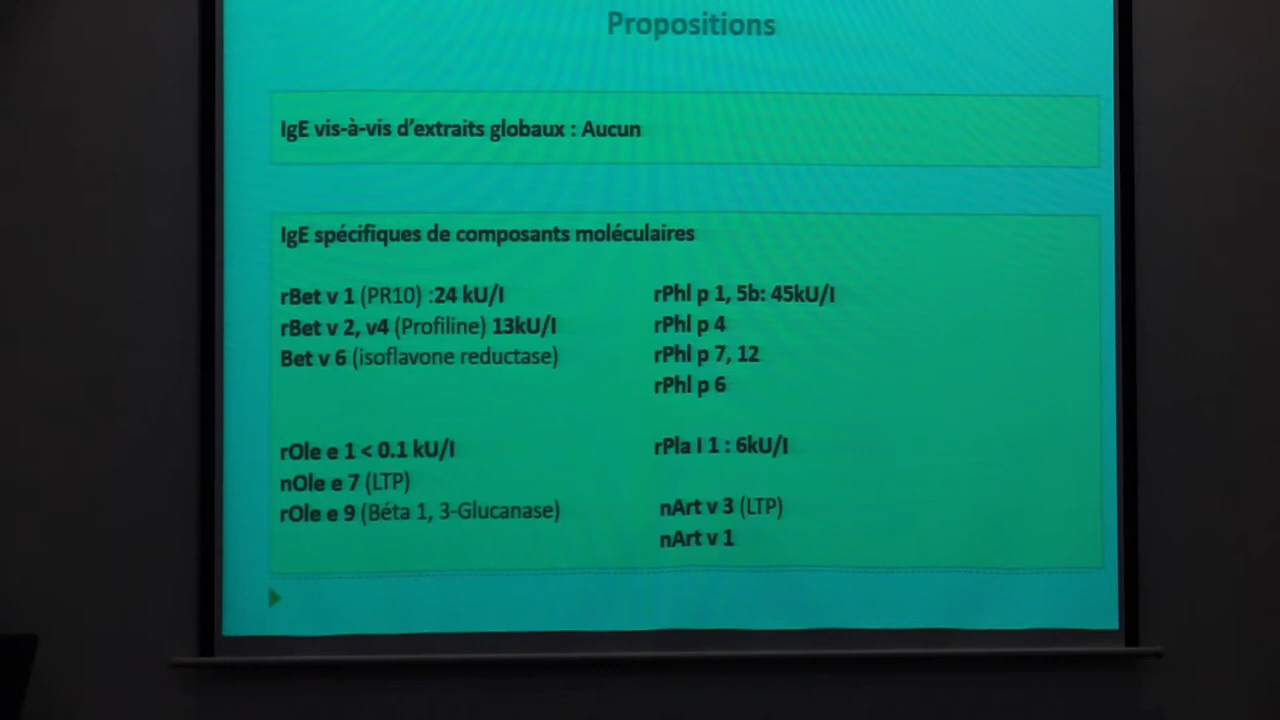 Propositions
IgE vis-à-vis d'extraits globaux : Aucun
IgE spécifiques de composants moléculaires
rBet v 1 (PR10) :24 kU/l
rBet v 2, v4 (Profiline) 13kU/l
Bet v 6 (isoflavone reductase)
rOle e 1 < 0.1 kU/l
nOle e 7 (LTP)
rOle e 9 (Béta 1, 3-Glucanase)
rPhl p 1, 5b: 45kU/l
rPhl p 4
rPhl p 7, 12
rPhl p 6
rPla l 1 : 6kU/l
nArt v 3 (LTP)
nArt v 1